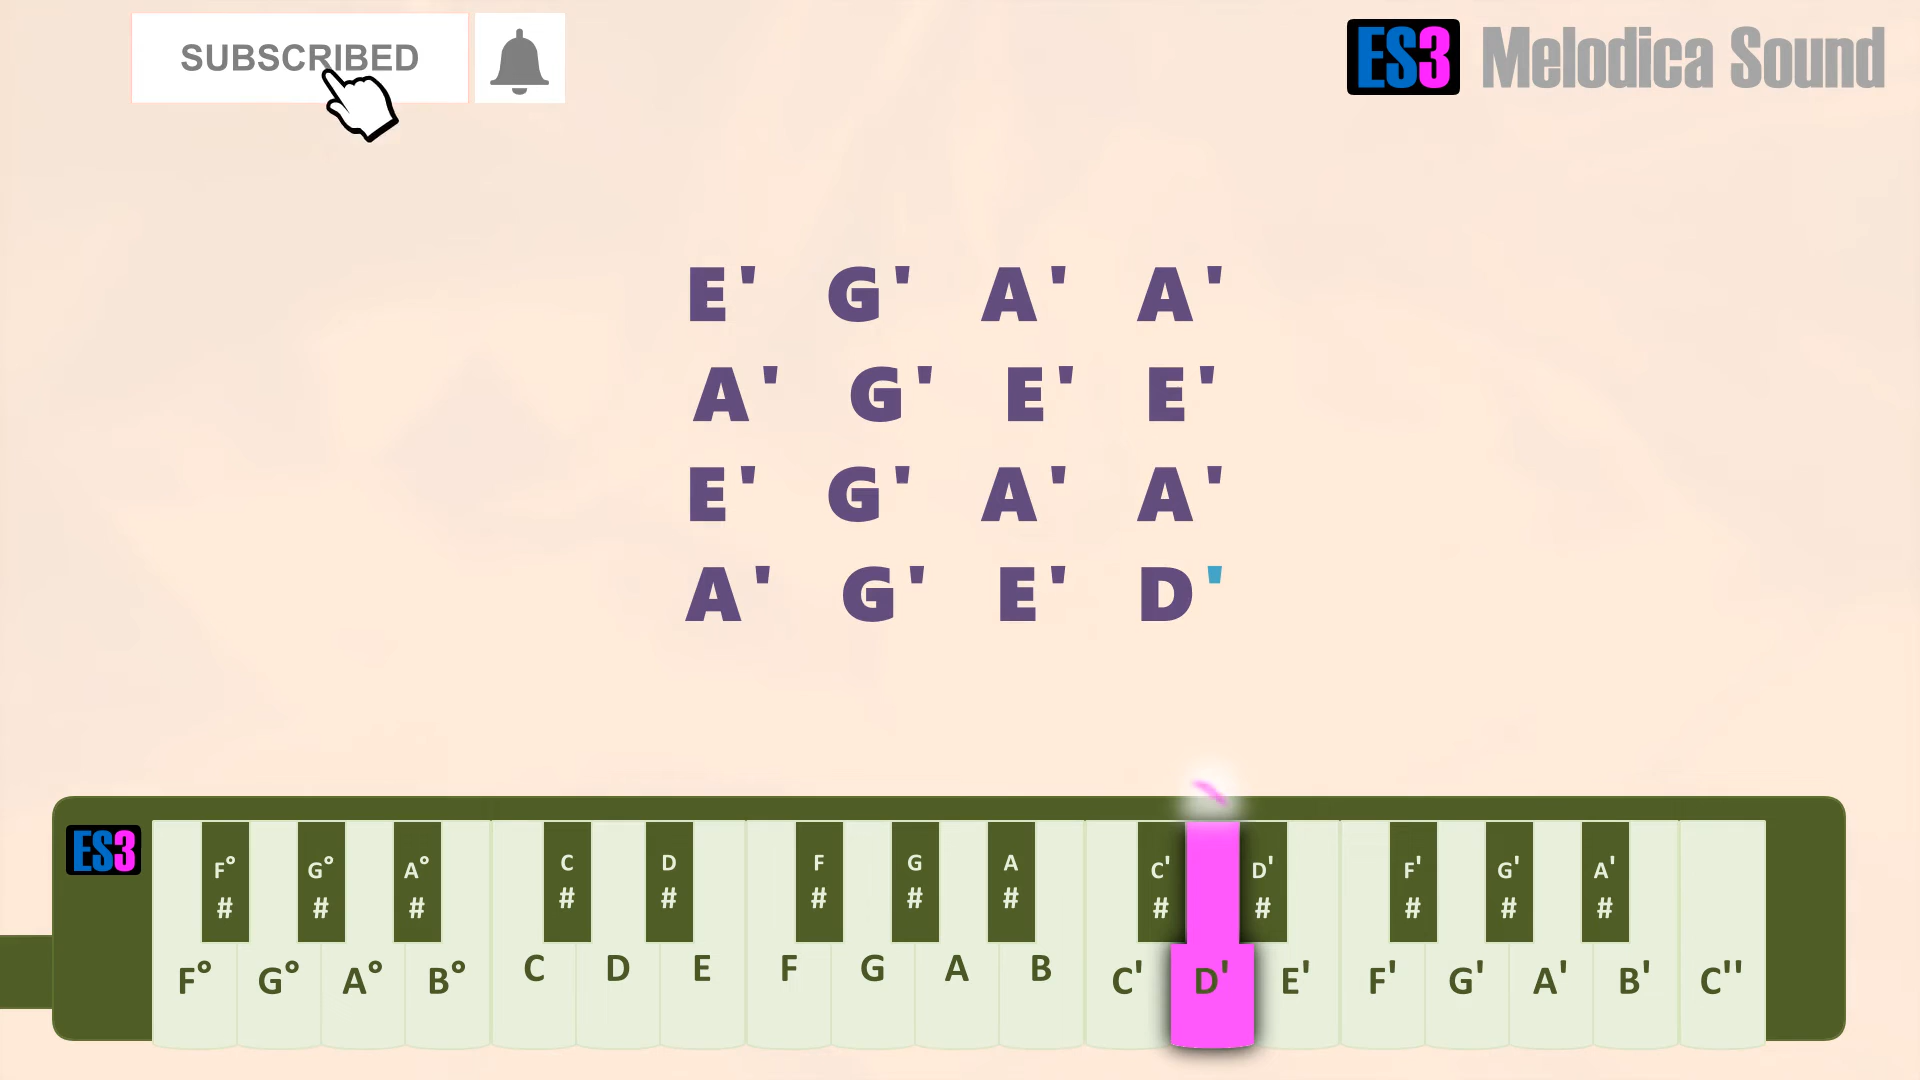 SUBSCRIBED
ES3 Melodica Sound
E' G' A' A'
A' G' E' E'
E' G' A' A'
A' G' E' D'
ES3
F° # G° # A° # C # D # F # G # A # C' # D' # F' # G' # A' #
F° G° A° B° C D E F G A B C' D' E' F' G' A' B' C''